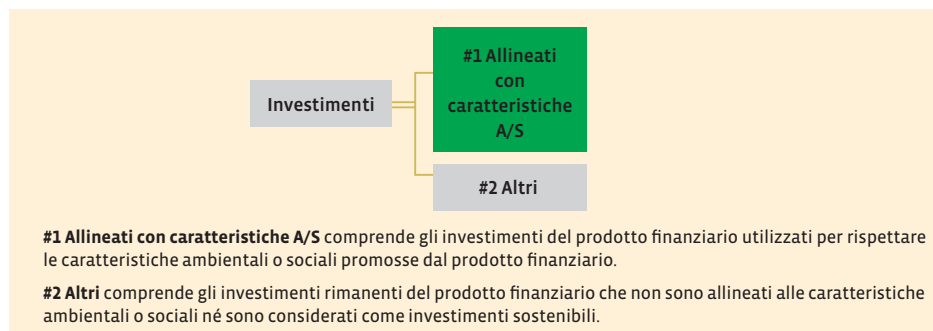 #1 Allineati
con
caratteristiche
A/S
Investimenti
#2 Altri
#1 Allineati con caratteristiche A/S comprende gli investimenti del prodotto finanziario utilizzati per rispettare
le caratteristiche ambientali o sociali promosse dal prodotto finanziario.
#2 Altri comprende gli investimenti rimanenti del prodotto finanziario che non sono allineati alle caratteristiche
ambientali o sociali né sono considerati come investimenti sostenibili.